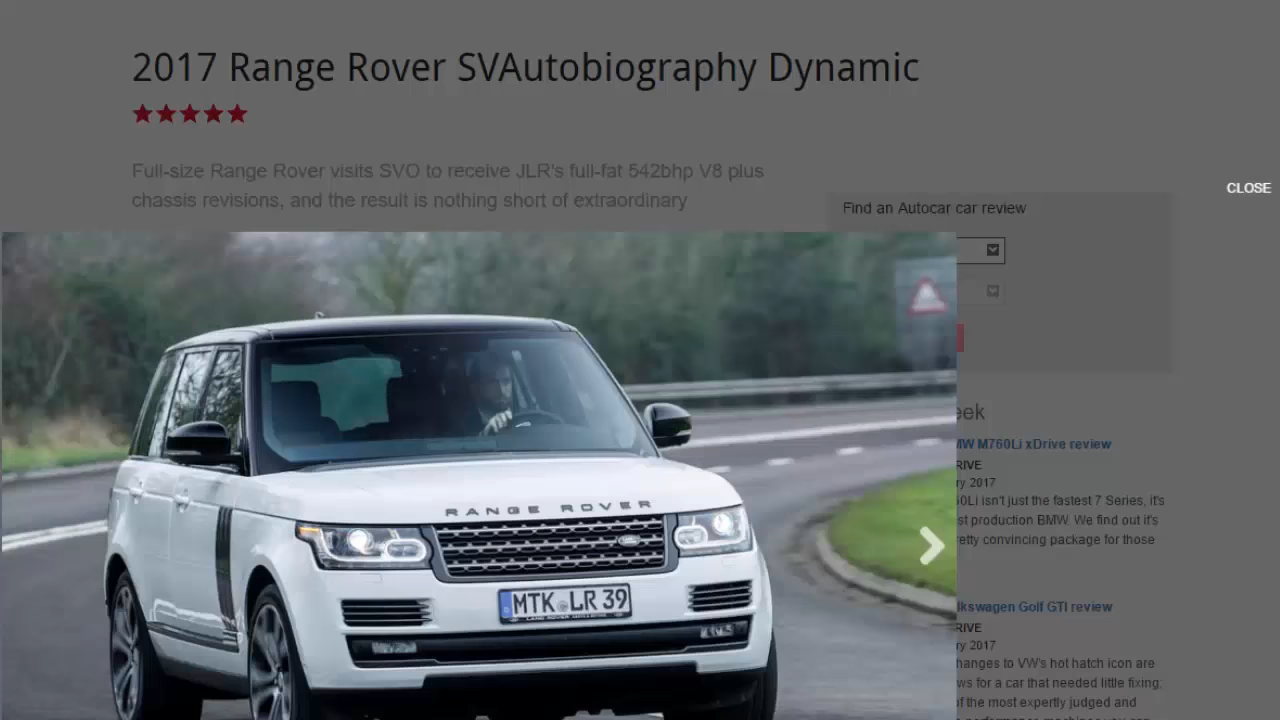 2017 Range Rover SVAutobiography Dynamic
Full-size Range Rover visits SVO to receive JLR's full-fat 542bhp V8 plus
chassis revisions, and the result is nothing short of extraordinary
CLOSE
Find an Autocar car review
RANGE ROVER
MTK LR 39
eek
MW M760Li xDrive review
RIVE
ry 2017
60Li isn't just the fastest 7 Series, it's
st production BMW. We find out it's
retty convincing package for those
lkswagen Golf GTI review
RIVE
ry 2017
hanges to VW's hot hatch icon are
ws for a car that needed little fixing;
of the most expertly judged and